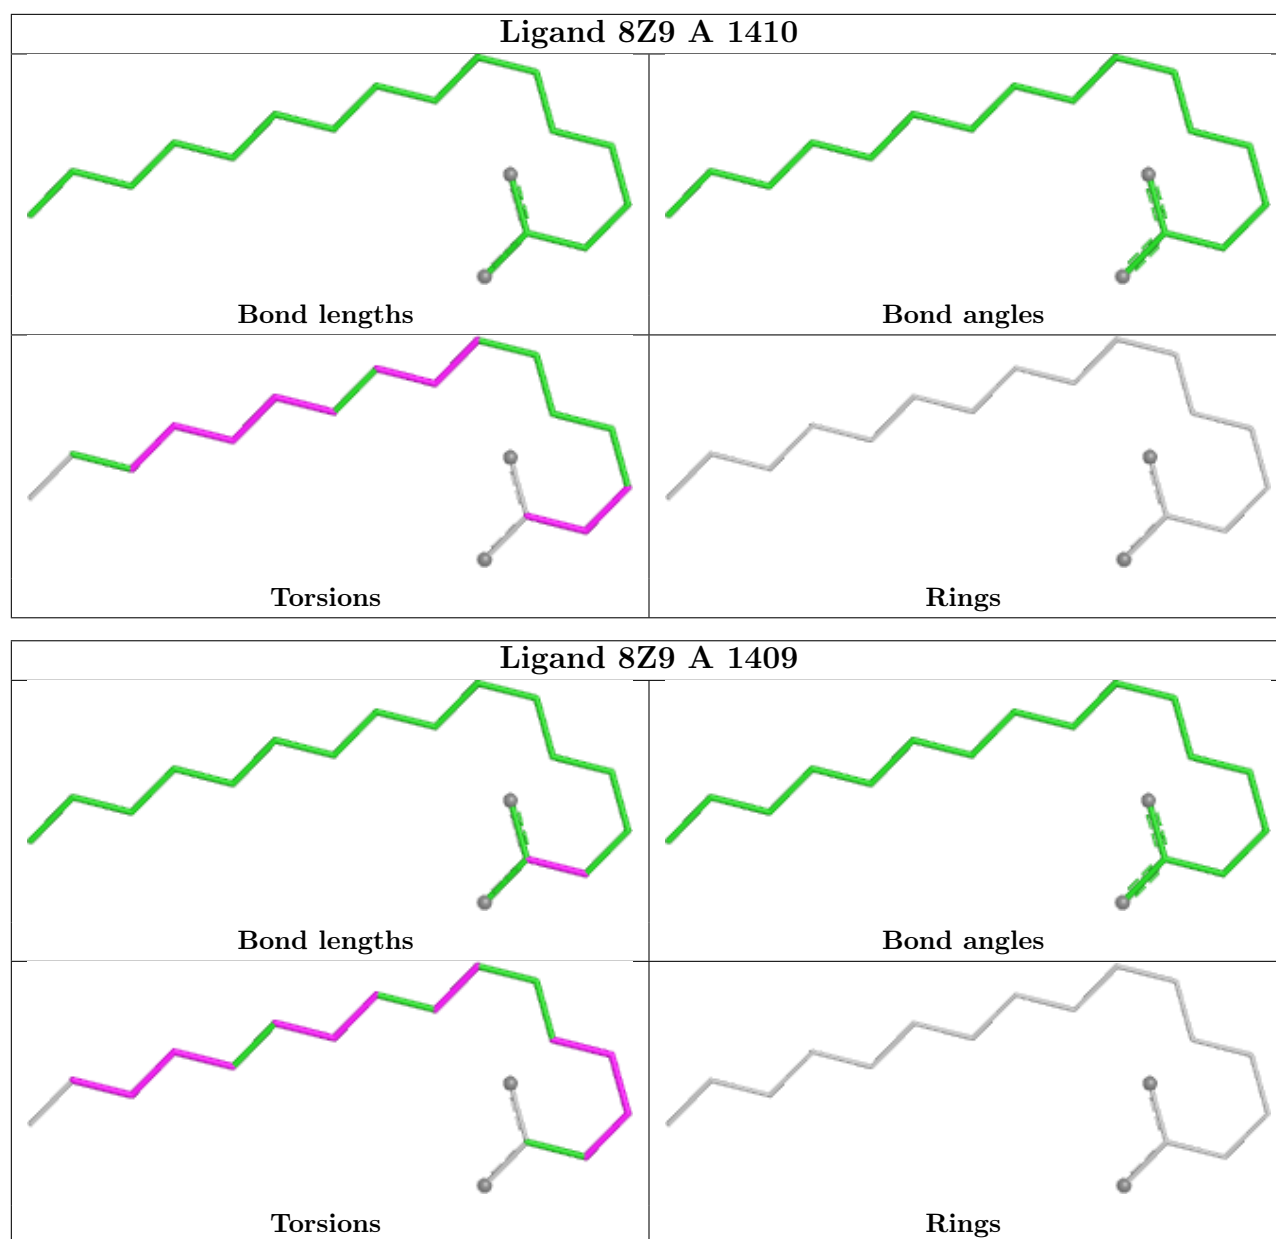 Ligand 8Z9 A 1410
Bond lengths
Bond angles
Torsions
Rings
Ligand 8Z9 A 1409
Bond lengths
Bond angles
Torsions
Rings